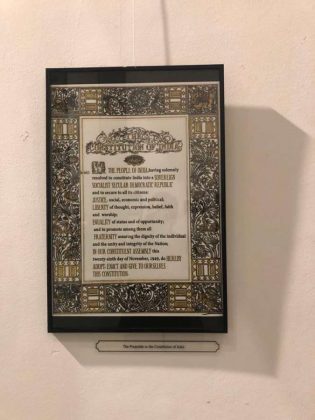 CONSTITUTION OF INDIA
WE, THE PEOPLE OF INDIA, having solemnly
resolved to constitute India into a SOVEREIGN
SOCIALIST SECULAR DEMOCRATIC REPUBLIC
and to secure to all its citizens:
JUSTICE, social, economic and political;
LIBERTY of thought, expression, belief, faith
and worship;
EQUALITY of status and of opportunity;
and to promote among them all
FRATERNITY assuring the dignity of the individual
and the unity and integrity of the Nation;
IN OUR CONSTITUENT ASSEMBLY this
twenty-sixth day of November, 1949, do HEREBY
ADOPT, ENACT AND GIVE TO OURSELVES
THIS CONSTITUTION.
The Preamble to the Constitution of India